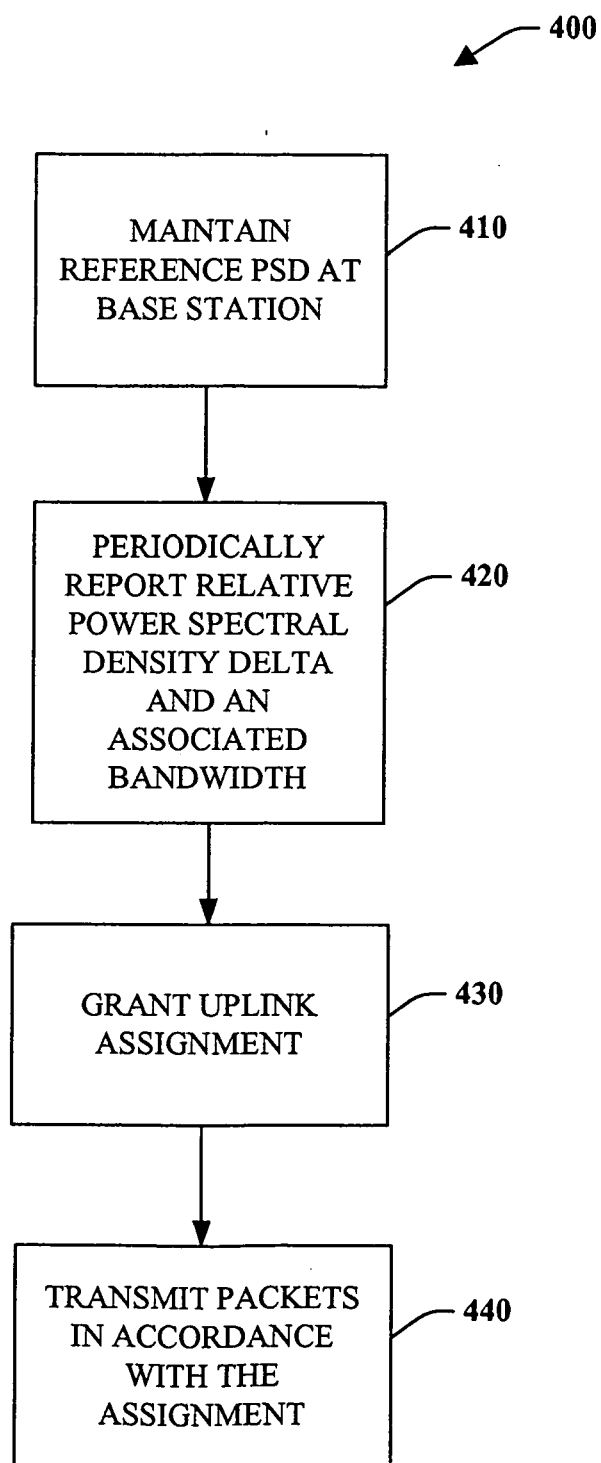 400
MAINTAIN
REFERENCE PSD AT
BASE STATION
410
PERIODICALLY
REPORT RELATIVE
POWER SPECTRAL
DENSITY DELTA
AND AN
ASSOCIATED
BANDWIDTH
420
GRANT UPLINK
ASSIGNMENT
430
TRANSMIT PACKETS
IN ACCORDANCE
WITH THE
ASSIGNMENT
440